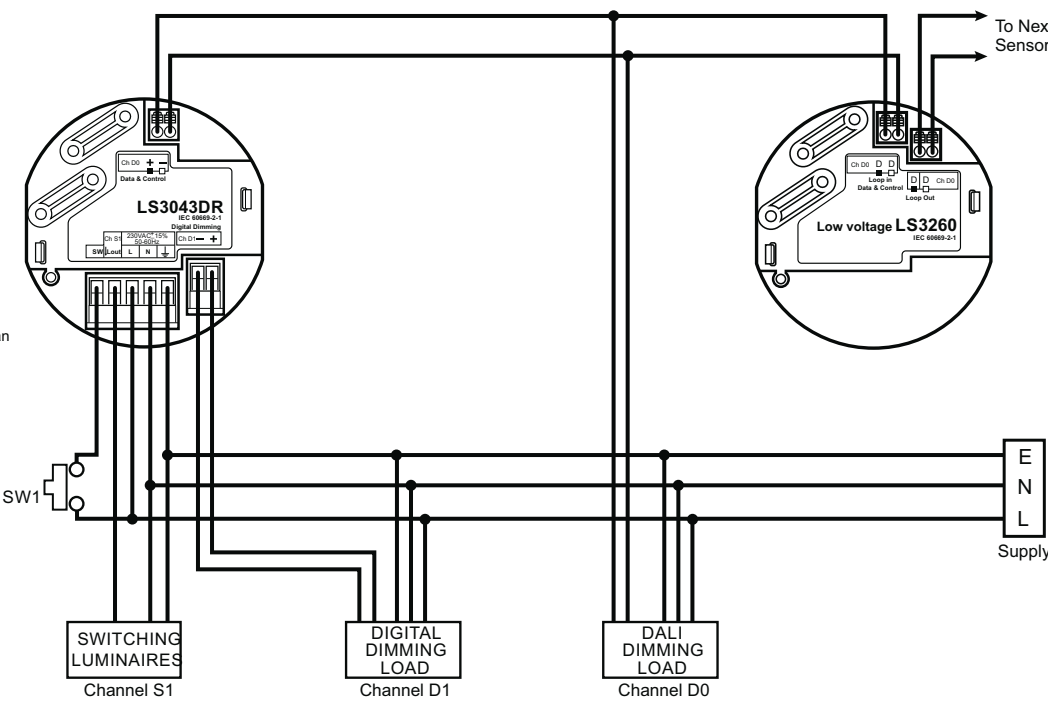 To Nex
Sensor
Ch D0 + −
Data & Control
LS3043DR
IEC 60669-2-1
Digital Dimming
Ch S1 230VAC 15% 50-60Hz Ch D1 − +
SW Lout L N
Ch D0 D D
Loop in
Data & Control
D D Ch D0
Loop Out
Low voltage LS3260
IEC 60669-2-1
an
SW1
E
N
L
Supply
SWITCHING
LUMINAIRES
Channel S1
DIGITAL
DIMMING
LOAD
Channel D1
DALI
DIMMING
LOAD
Channel D0